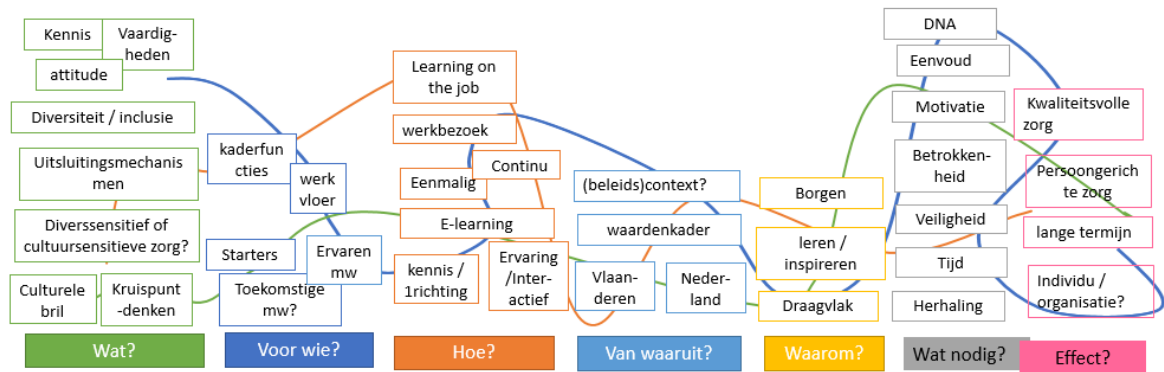 Kennis
Vaardig-
heden
attitude
Diversiteit / inclusie
Uitsluitingsmechanis
men
Diverssensitief of
cultuursensitieve zorg?
Culturele
bril
Kruispunt
-denken
Wat?
kaderfun
cties
werk
vloer
Starters
Ervaren
mw
Toekomstige
mw?
Voor wie?
Learning on
the job
werkbezoek
Continu
Eenmalig
E-learning
kennis /
1richting
Ervaring
/Inter-
actief
Hoe?
(beleids)context?
waardenkader
Vlaan-
deren
Neder-
land
Van waaruit?
Borgen
leren /
inspireren
Draagvlak
Waarom?
DNA
Eenvoud
Motivatie
Betrokken-
heid
Veiligheid
Tijd
Herhaling
Wat nodig?
Kwaliteitsvolle
zorg
Persoongerich
te zorg
lange termijn
Individu /
organisatie?
Effect?